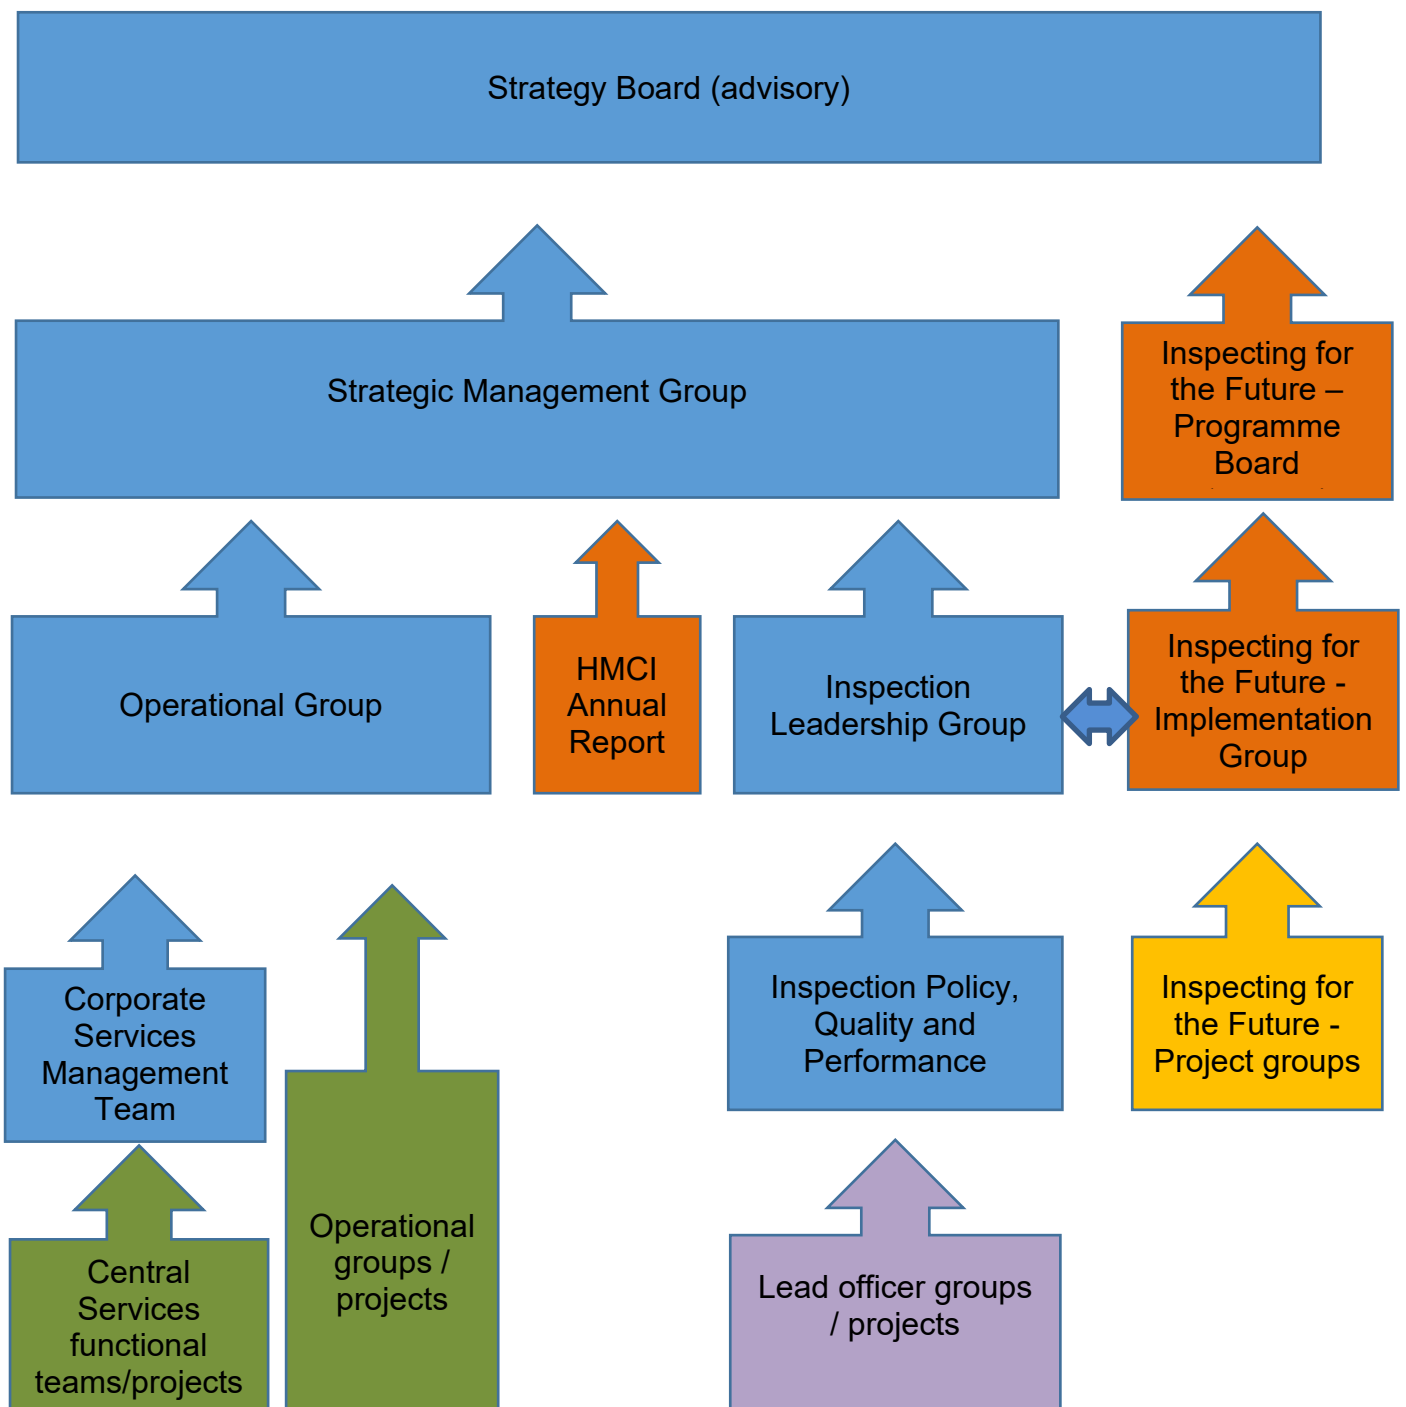 Strategy Board (advisory)
Strategic Management Group
Inspecting for
the Future –
Programme
Board
Operational Group
HMCI
Annual
Report
Inspection
Leadership Group
Inspecting for
the Future -
Implementation
Group
Corporate
Services
Management
Team
Inspection Policy,
Quality and
Performance
Inspecting for
the Future -
Project groups
Central
Services
functional
teams/projects
Operational
groups /
projects
Lead officer groups
/ projects